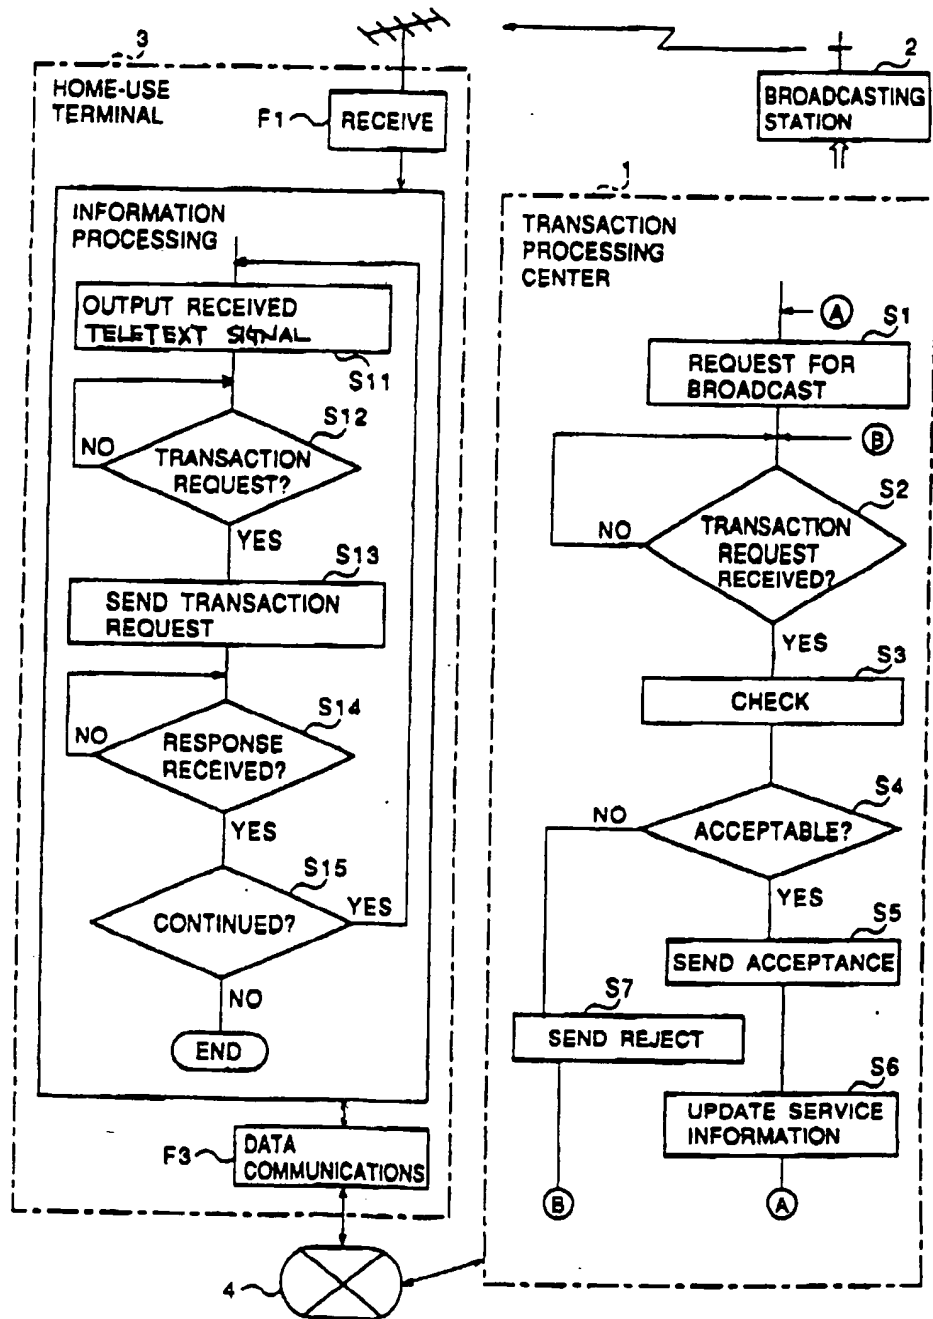 3
HOME-USE
TERMINAL
F1
RECEIVE
2
BROADCASTING
STATION
INFORMATION
PROCESSING
OUTPUT RECEIVED
TELETEXT SIGNAL
S11
S12
NO
TRANSACTION
REQUEST?
YES
S13
SEND TRANSACTION
REQUEST
S14
NO
RESPONSE
RECEIVED?
YES
S15
CONTINUED?
YES
NO
END
F3
DATA
COMMUNICATIONS
4
1
TRANSACTION
PROCESSING
CENTER
A
S1
REQUEST FOR
BROADCAST
B
S2
NO
TRANSACTION
REQUEST
RECEIVED?
YES
S3
CHECK
S4
NO
ACCEPTABLE?
YES
S5
SEND ACCEPTANCE
S7
SEND REJECT
S6
UPDATE SERVICE
INFORMATION
B
A